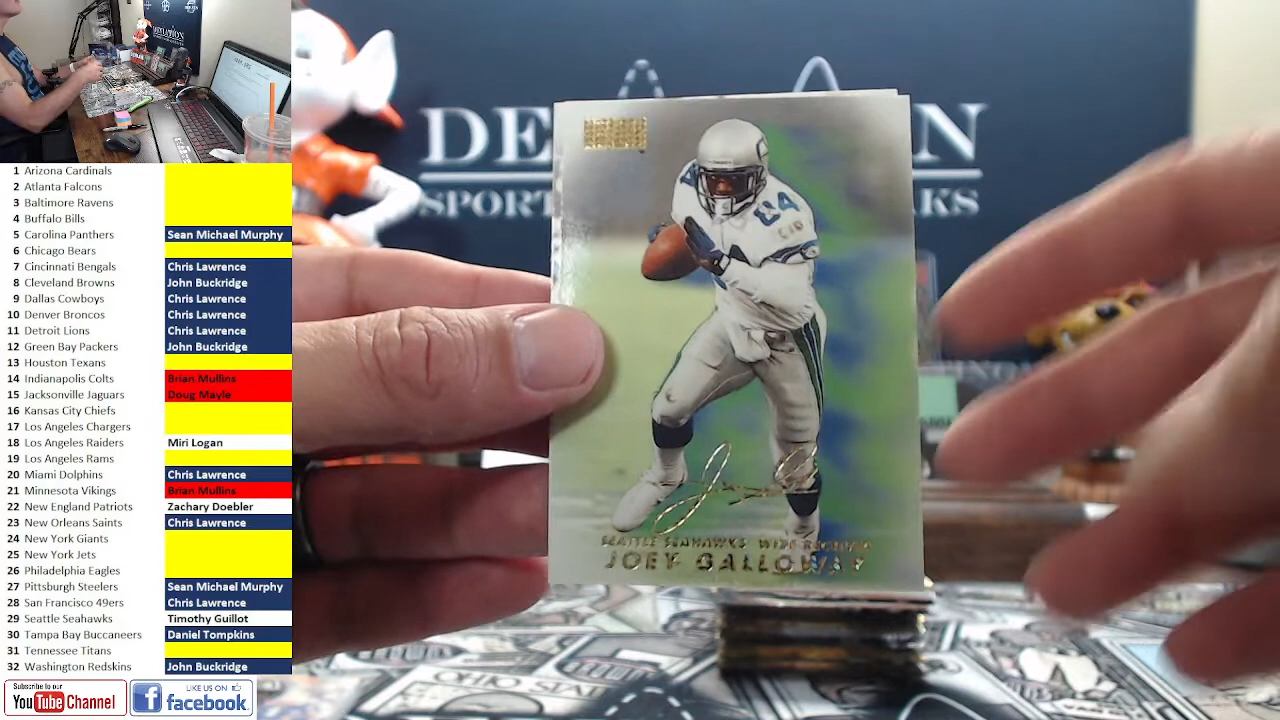 1 Arizona Cardinals
2 Atlanta Falcons
3 Baltimore Ravens
4 Buffalo Bills
5 Carolina Panthers Sean Michael Murphy
6 Chicago Bears
7 Cincinnati Bengals Chris Lawrence
8 Cleveland Browns John Buckridge
9 Dallas Cowboys Chris Lawrence
10 Denver Broncos Chris Lawrence
11 Detroit Lions Chris Lawrence
12 Green Bay Packers John Buckridge
13 Houston Texans
14 Indianapolis Colts Brian Mullins
15 Jacksonville Jaguars Doug Mayle
16 Kansas City Chiefs
17 Los Angeles Chargers
18 Los Angeles Raiders Miri Logan
19 Los Angeles Rams
20 Miami Dolphins Chris Lawrence
21 Minnesota Vikings Brian Mullins
22 New England Patriots Zachary Doebler
23 New Orleans Saints Chris Lawrence
24 New York Giants
25 New York Jets
26 Philadelphia Eagles
27 Pittsburgh Steelers Sean Michael Murphy
28 San Francisco 49ers Chris Lawrence
29 Seattle Seahawks Timothy Guillot
30 Tampa Bay Buccaneers Daniel Tompkins
31 Tennessee Titans
32 Washington Redskins John Buckridge
Subscribe to our
YouTube Channel
LIKE US ON
facebook
84
SEATTLE SEAHAWKS WIDE RECEIVER
JOEY GALLOWAY